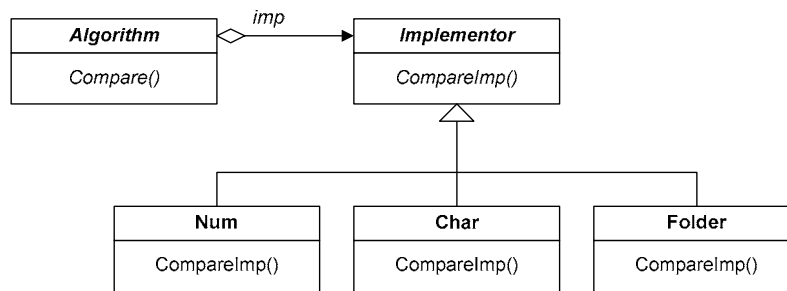 Algorithm
imp
Implementor
Compare()
CompareImp()
Num
Char
Folder
CompareImp()
CompareImp()
CompareImp()